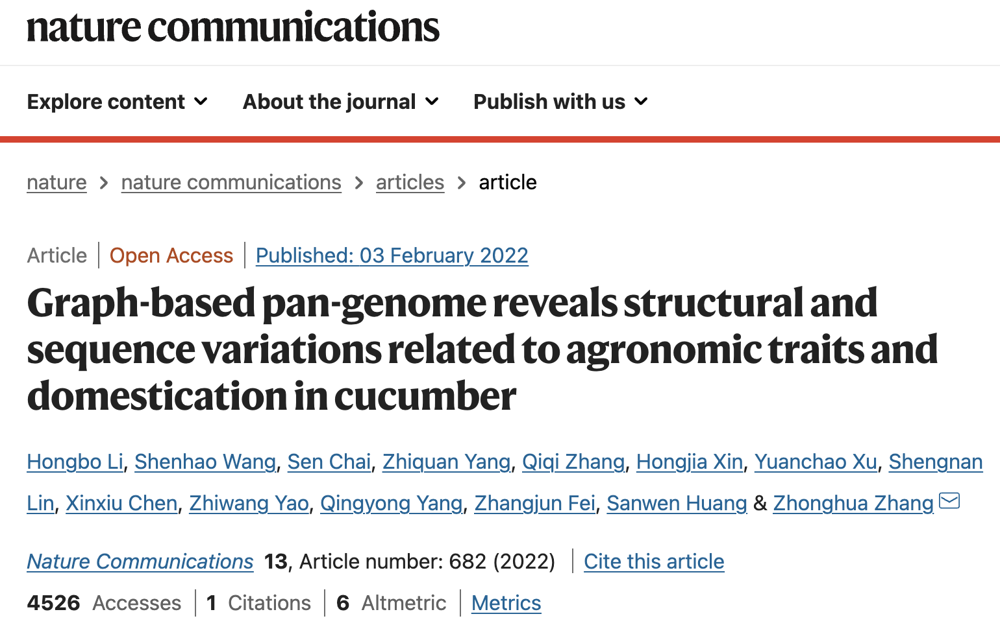 nature communications
Explore content About the journal Publish with us
nature > nature communications > articles > article
Article | Open Access | Published: 03 February 2022
Graph-based pan-genome reveals structural and
sequence variations related to agronomic traits and
domestication in cucumber
Hongbo Li, Shenhao Wang, Sen Chai, Zhiquan Yang, Qiqi Zhang, Hongjia Xin, Yuanchao Xu, Shengnan
Lin, Xinxiu Chen, Zhiwang Yao, Qingyong Yang, Zhangjun Fei, Sanwen Huang & Zhonghua Zhang
Nature Communications 13, Article number: 682 (2022) | Cite this article
4526 Accesses | 1 Citations | 6 Altmetric | Metrics